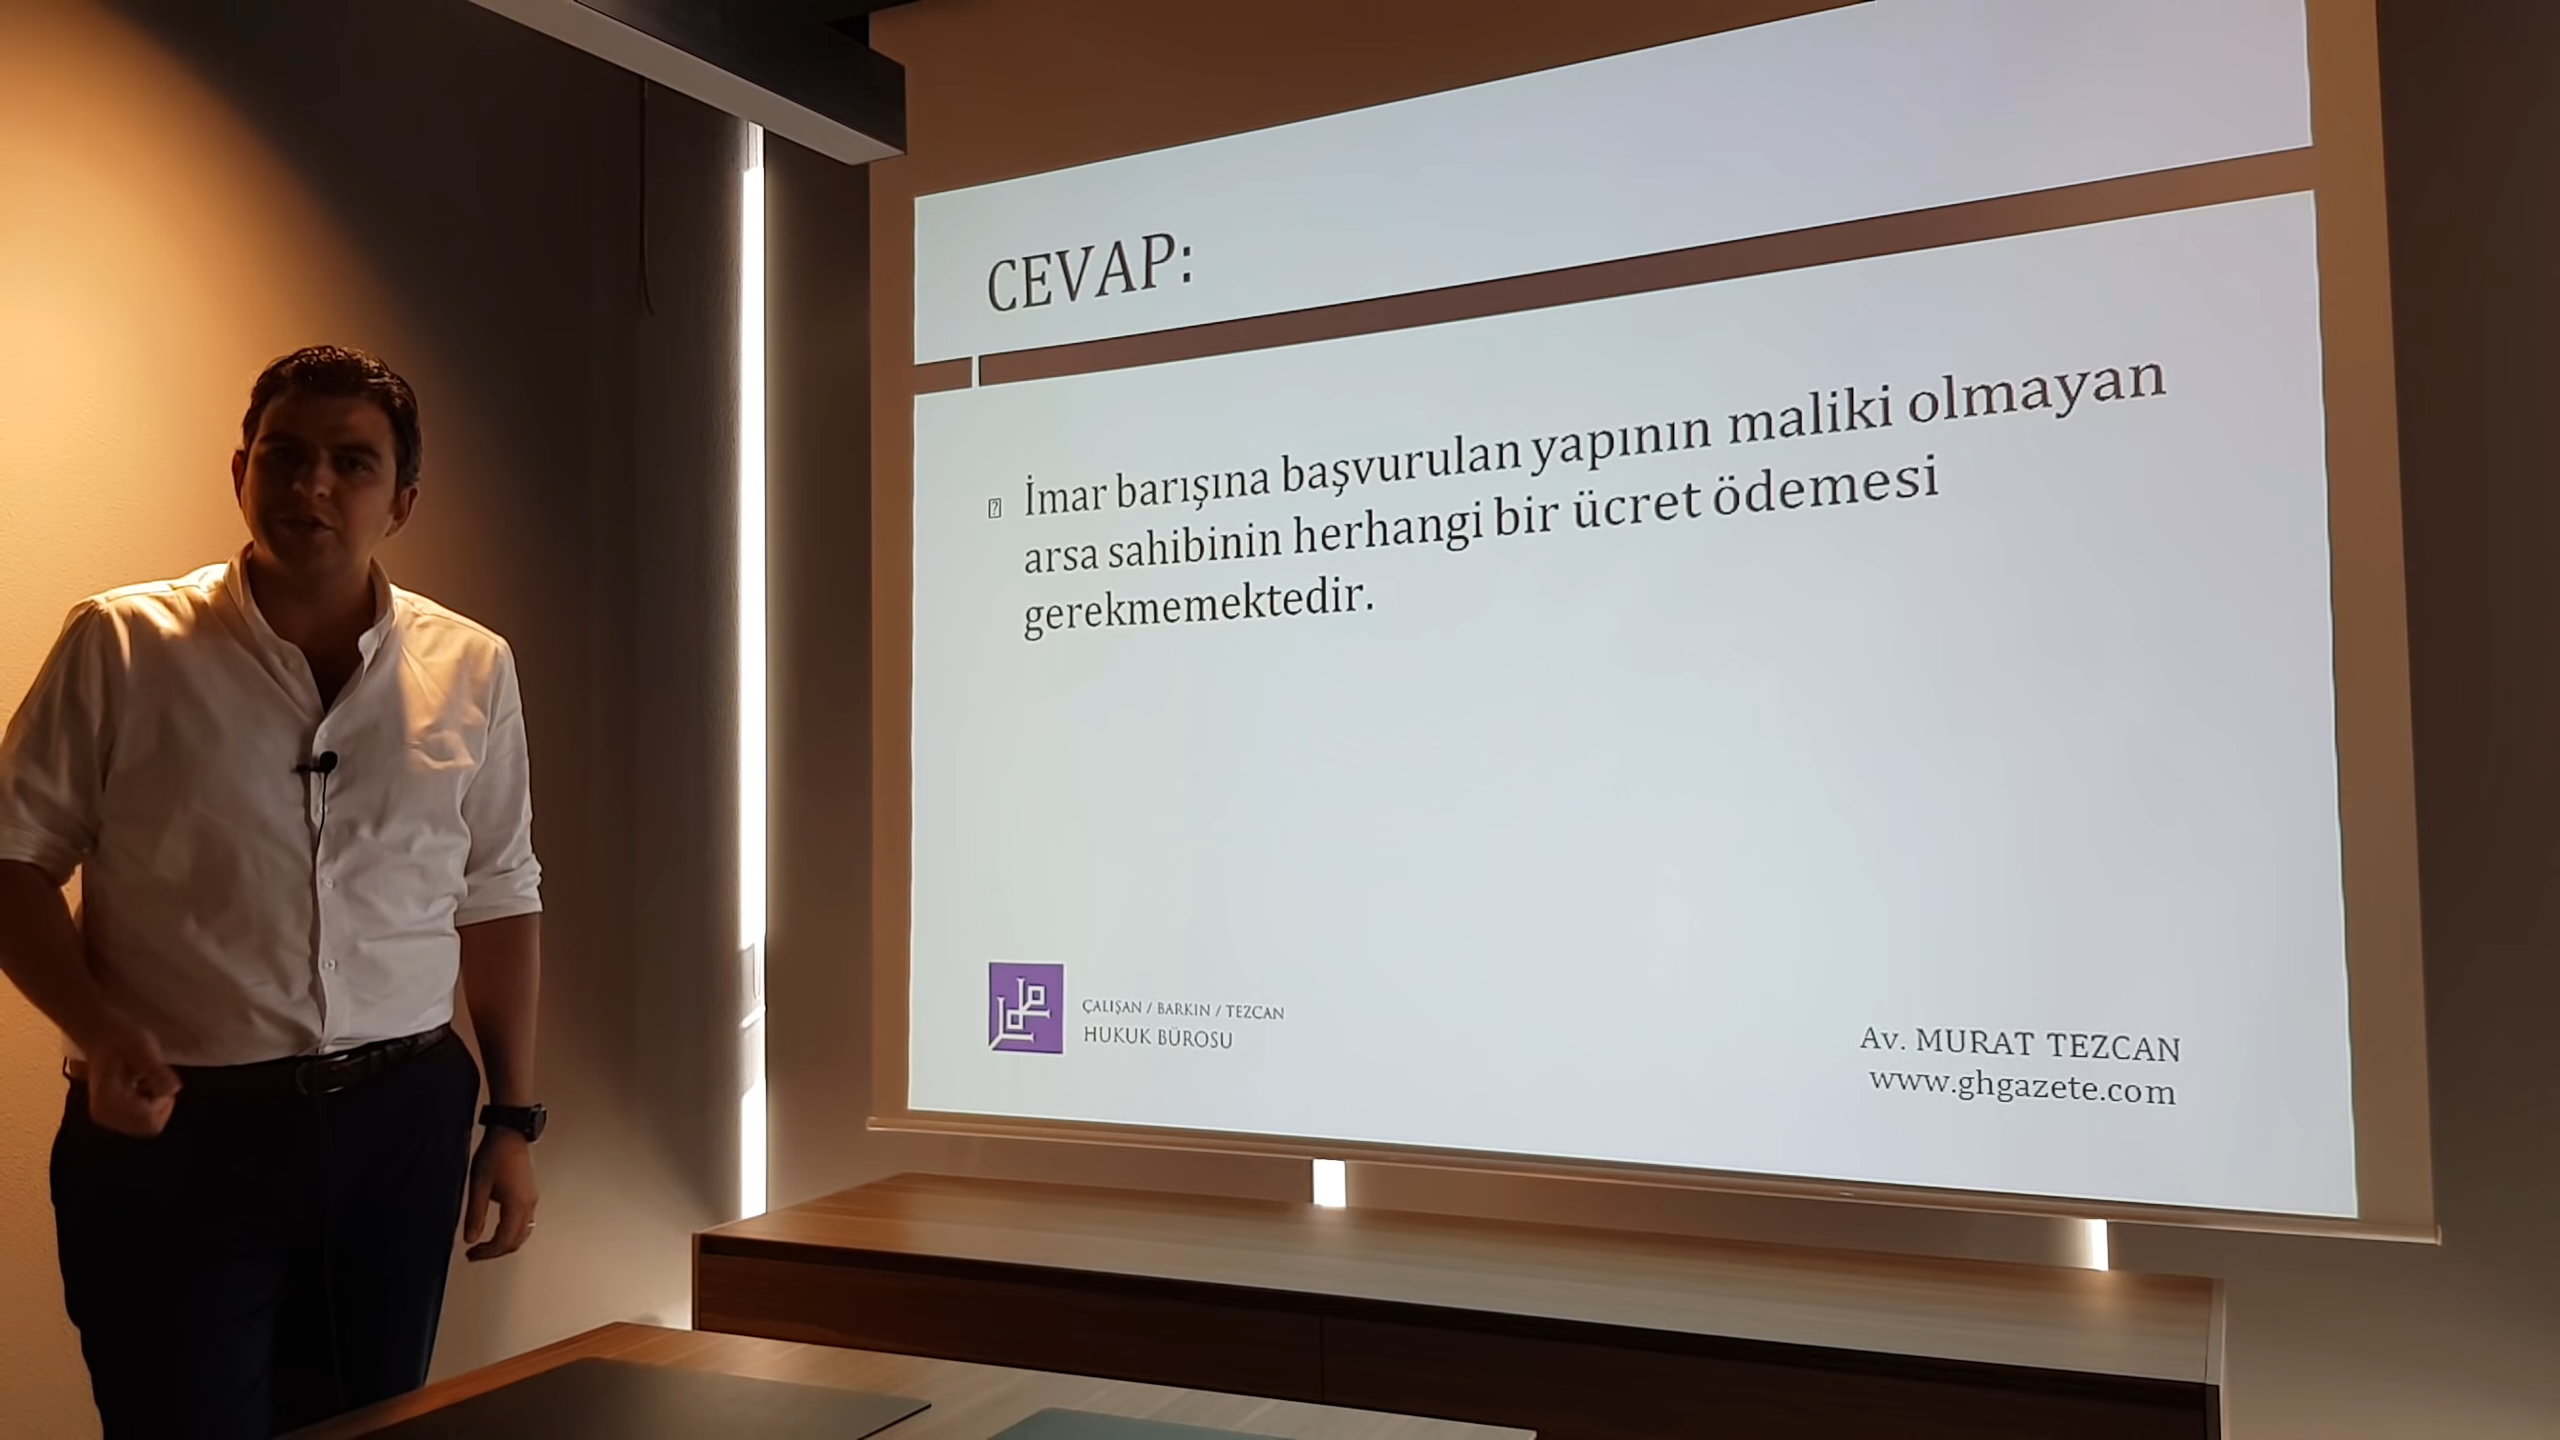 CEVAP:
İmar barışına başvurulan yapının maliki olmayan
arsa sahibinin herhangi bir ücret ödemesi
gerekmemektedir.
ÇALIŞAN / BARKIN / TEZCAN
HUKUK BÜROSU
Av. MURAT TEZCAN
www.ghgazete.com